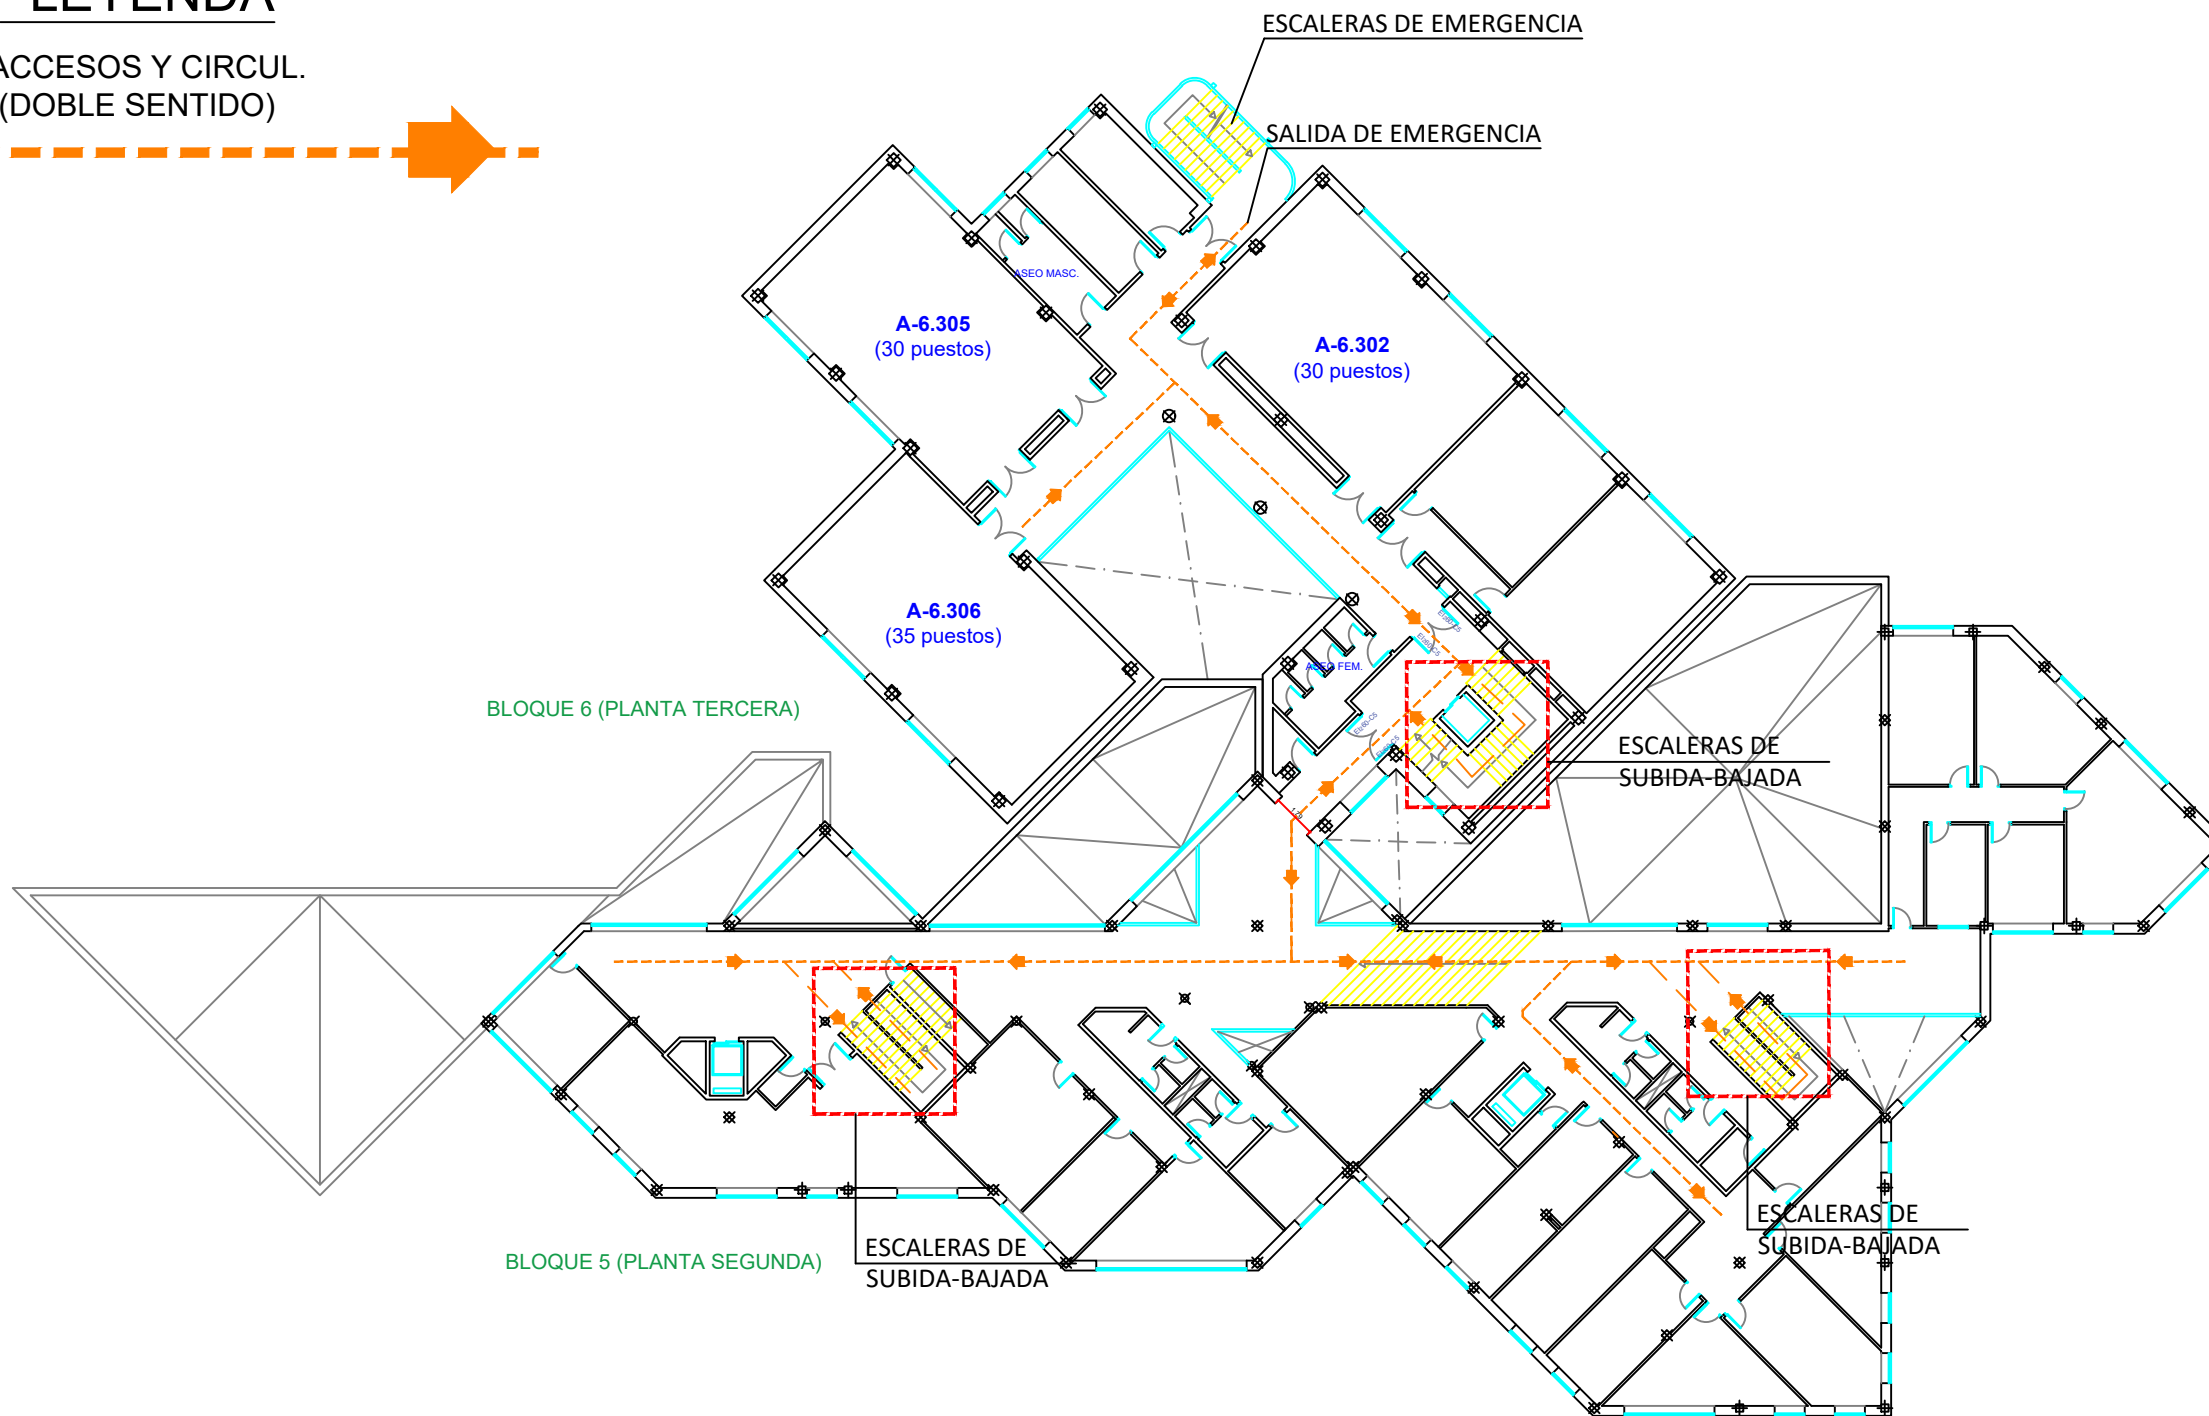 LEYENDA
ACCESOS Y CIRCUL.
(DOBLE SENTIDO)
ESCALERAS DE EMERGENCIA
SALIDA DE EMERGENCIA
ASEO MASC.
A-6.305
(30 puestos)
A-6.302
(30 puestos)
A-6.306
(35 puestos)
ASEO FEM.
BLOQUE 6 (PLANTA TERCERA)
ESCALERAS DE
SUBIDA-BAJADA
ESCALERAS DE
SUBIDA-BAJADA
BLOQUE 5 (PLANTA SEGUNDA)
ESCALERAS DE
SUBIDA-BAJADA